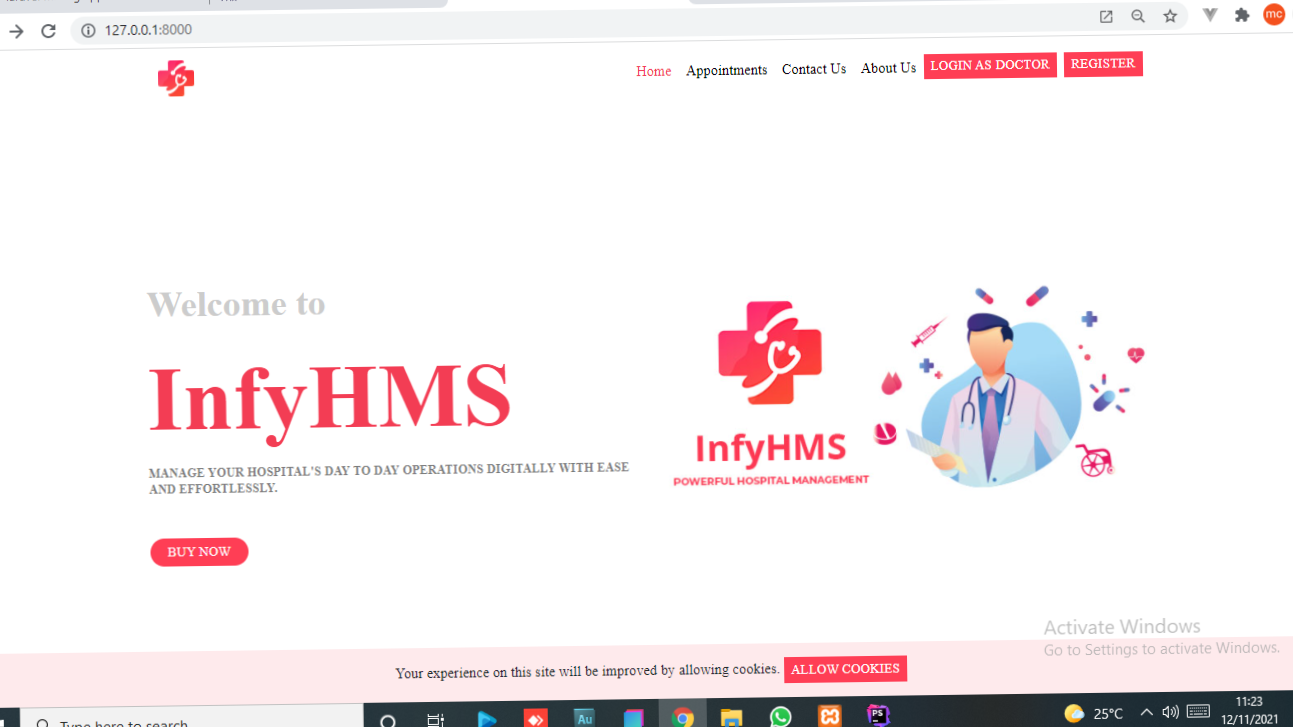 127.0.0.1:8000
Home Appointments Contact Us About Us LOGIN AS DOCTOR REGISTER
Welcome to
InfyHMS
MANAGE YOUR HOSPITAL'S DAY TO DAY OPERATIONS DIGITALLY WITH EASE
AND EFFORTLESSLY.
BUY NOW
InfyHMS
POWERFUL HOSPITAL MANAGEMENT
Activate Windows
Go to Settings to activate Windows.
Your experience on this site will be improved by allowing cookies. ALLOW COOKIES
mc
Type here to search
Au
PS
25°C
11:23
12/11/2021